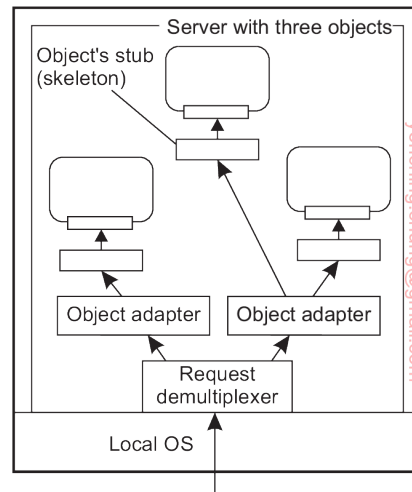 Server with three objects
Object's stub
(skeleton)
Object adapter
Object adapter
Request
demultiplexer
Local OS